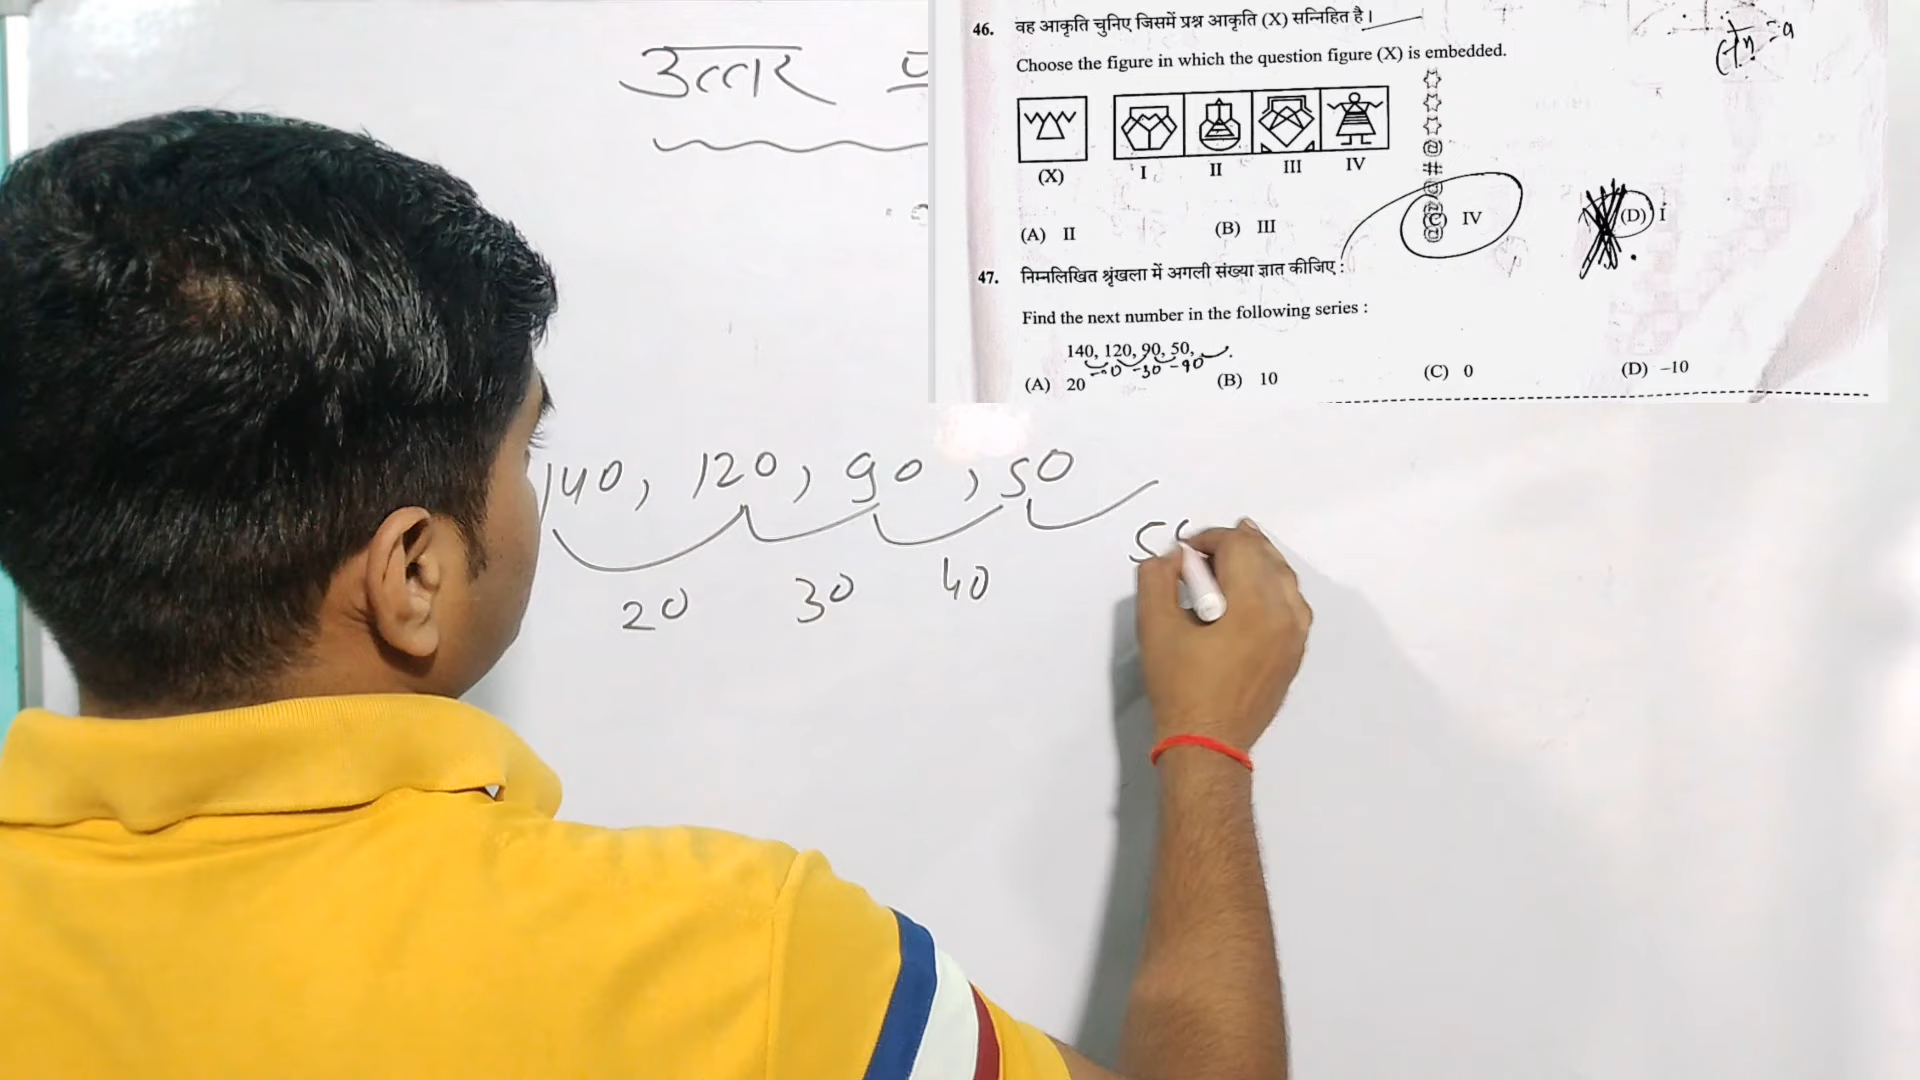 उत्तर
46. वह आकृति चुनिए जिसमें प्रश्न आकृति (X) सन्निहित है।
Choose the figure in which the question figure (X) is embedded.
(X) I II III IV
(A) II (B) III (C) IV (D) I
47. निम्नलिखित श्रृंखला में अगली संख्या ज्ञात कीजिए :
Find the next number in the following series :
140, 120, 90, 50,
-30
(A) 20 (B) 10 (C) 0 (D) –10
140, 120, 90, 50
20 30 40